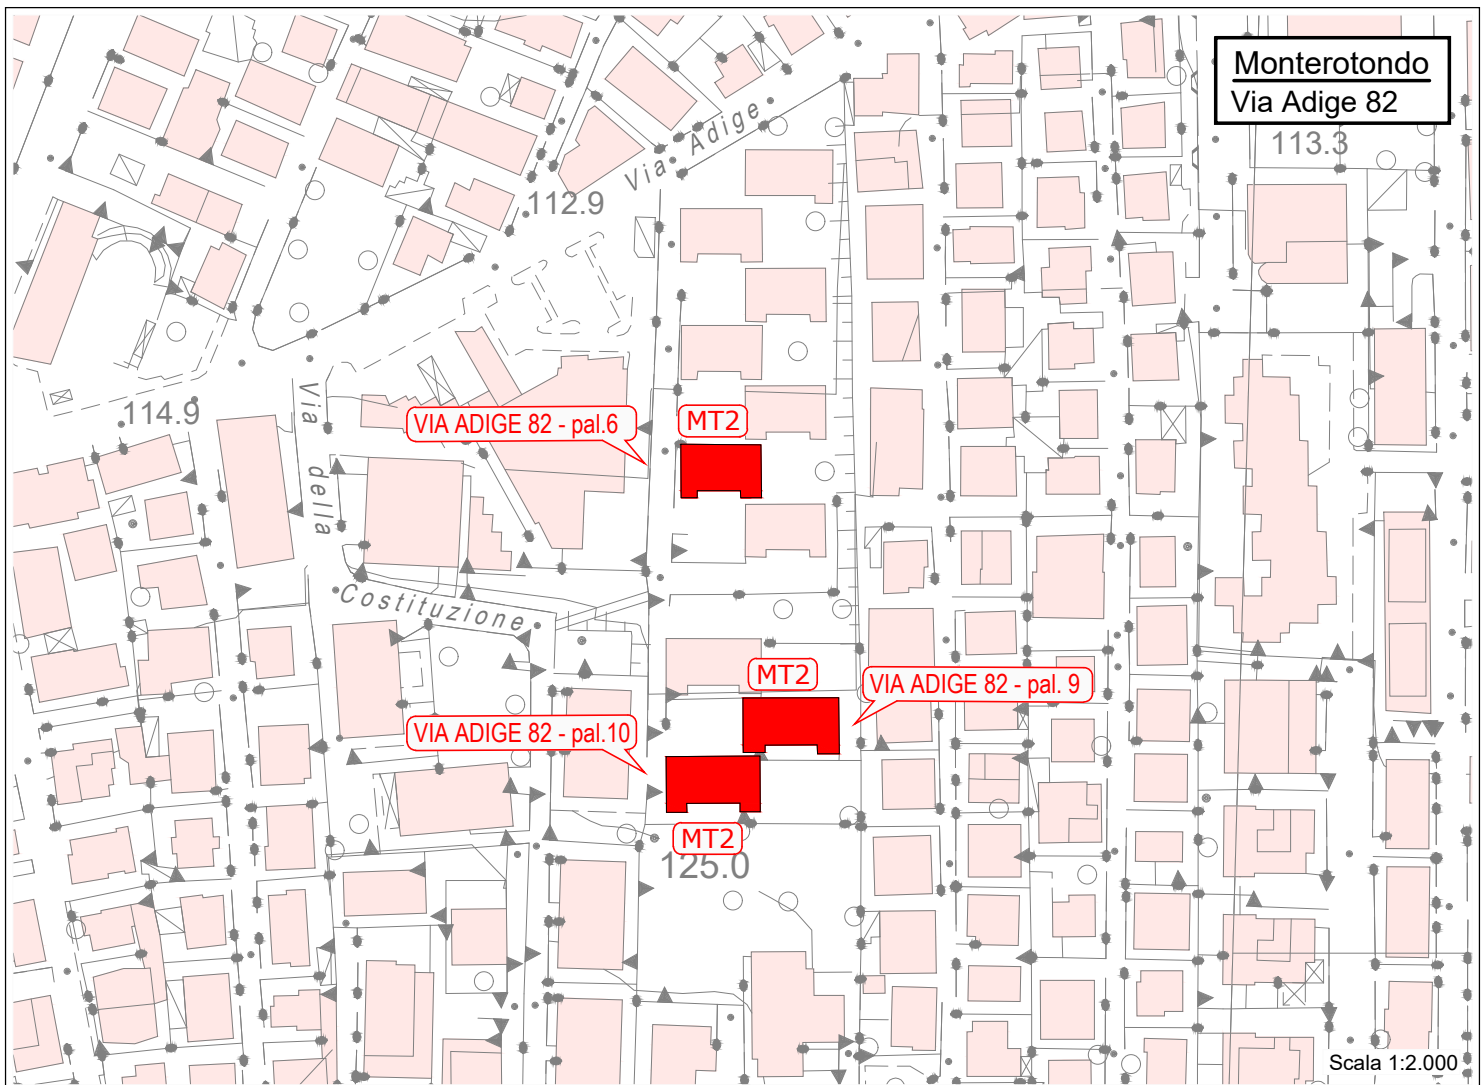 Monterotondo
Via Adige 82
113.3
Via Adige
112.9
114.9
Via
della
Costituzione
VIA ADIGE 82 - pal.6
MT2
MT2
VIA ADIGE 82 - pal. 9
VIA ADIGE 82 - pal.10
MT2
125.0
Scala 1:2.000